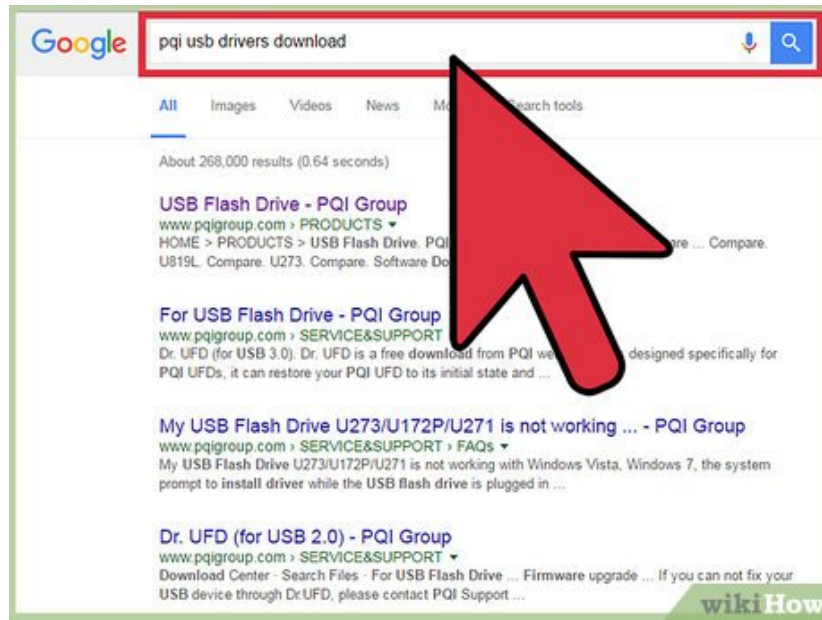 Google pqi usb drivers download
All Images Videos News Search tools
About 268,000 results (0.64 seconds)
USB Flash Drive - PQI Group
www.pqigroup.com › PRODUCTS ▾
HOME > PRODUCTS > USB Flash Drive. PQI ... Compare.
U819L. Compare. U273. Compare. Software
For USB Flash Drive - PQI Group
www.pqigroup.com › SERVICE&SUPPORT
Dr. UFD (for USB 3.0). Dr. UFD is a free download from PQI designed specifically for
PQI UFDs, it can restore your PQI UFD to its initial state and ...
My USB Flash Drive U273/U172P/U271 is not working ... - PQI Group
www.pqigroup.com › SERVICE&SUPPORT › FAQs ▾
My USB Flash Drive U273/U172P/U271 is not working with Windows Vista, Windows 7, the system
prompt to install driver while the USB flash drive is plugged in ...
Dr. UFD (for USB 2.0) - PQI Group
www.pqigroup.com › SERVICE&SUPPORT ▾
Download Center - Search Files - For USB Flash Drive ... Firmware upgrade ... If you can not fix your
USB device through Dr.UFD, please contact PQI Support ...
wikiHow